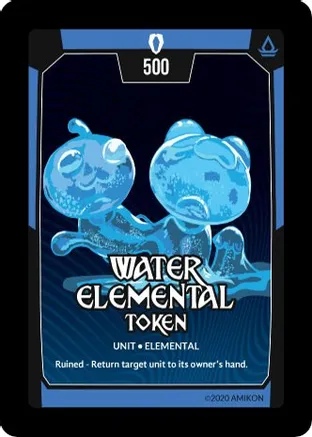 500
WATER
ELEMENTAL
TOKEN
UNIT • ELEMENTAL
Ruined - Return target unit to its owner's hand.
©2020 AMIKON